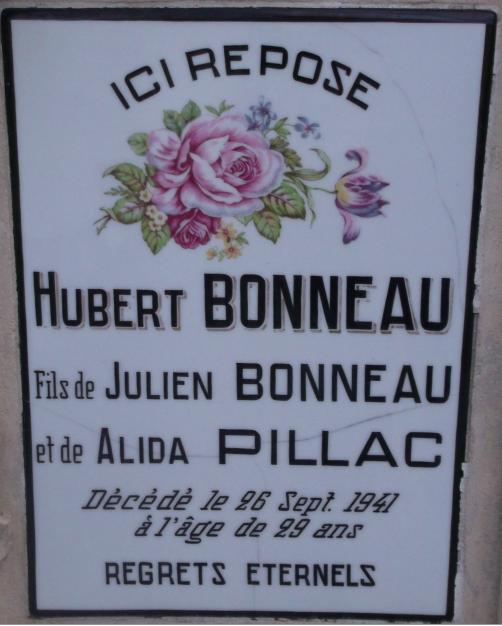 ICI REPOSE
HUBERT BONNEAU
Fils de JULIEN BONNEAU
et de ALIDA PILLAC
Décédé le 26 Sept. 1941
à l'âge de 29 ans
REGRETS ETERNELS